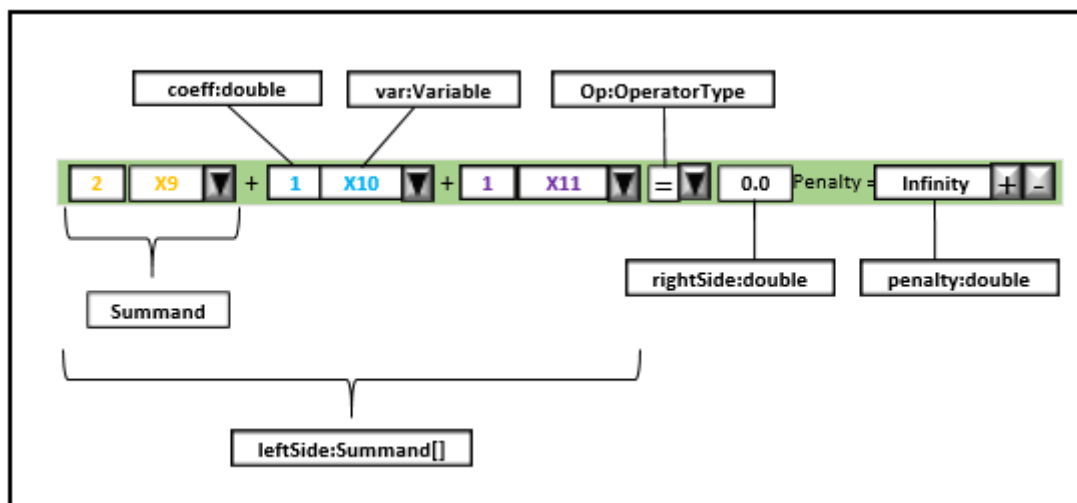 coeff:double var:Variable Op:OperatorType
2 X9 + 1 X10 + 1 X11 = 0.0 Penalty = Infinity + -
rightSide:double penalty:double
Summand
leftSide:Summand[]